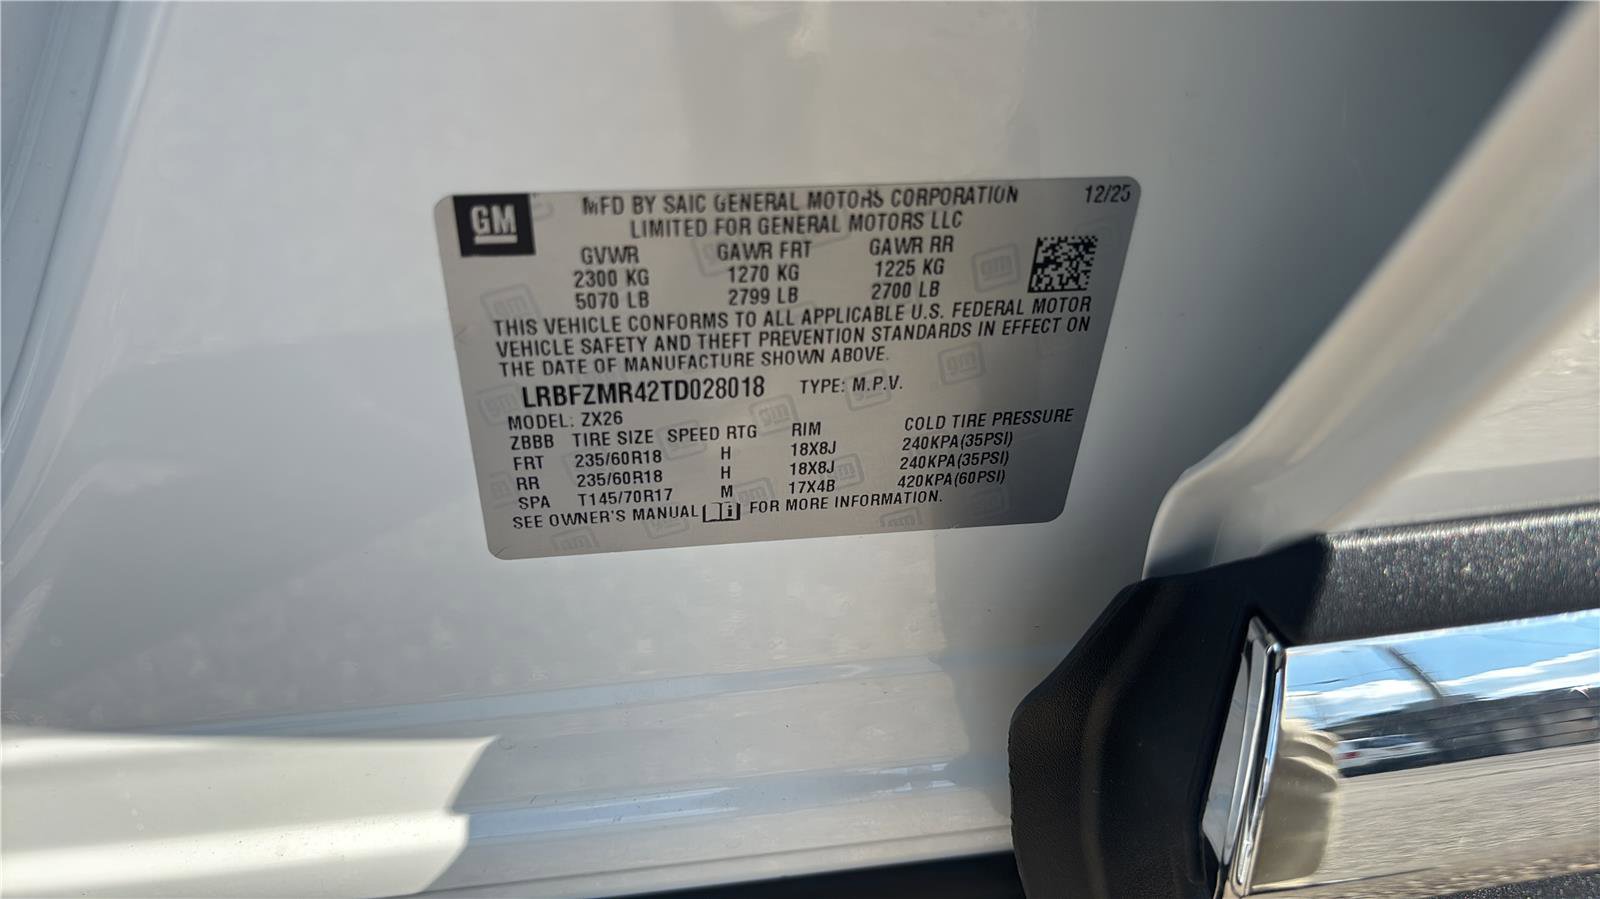 GM
MFD BY SAIC GENERAL MOTORS CORPORATION 12/25
LIMITED FOR GENERAL MOTORS LLC
GVWR GAWR FRT GAWR RR
2300 KG 1270 KG 1225 KG
5070 LB 2799 LB 2700 LB
THIS VEHICLE CONFORMS TO ALL APPLICABLE U.S. FEDERAL MOTOR
VEHICLE SAFETY AND THEFT PREVENTION STANDARDS IN EFFECT ON
THE DATE OF MANUFACTURE SHOWN ABOVE.
LRBFZMR42TD028018 TYPE: M.P.V.
MODEL: ZX26
ZBBB TIRE SIZE SPEED RTG RIM COLD TIRE PRESSURE
FRT 235/60R18 H 18X8J 240KPA(35PSI)
RR 235/60R18 H 18X8J 240KPA(35PSI)
SPA T145/70R17 M 17X4B 420KPA(60PSI)
SEE OWNER'S MANUAL FOR MORE INFORMATION.